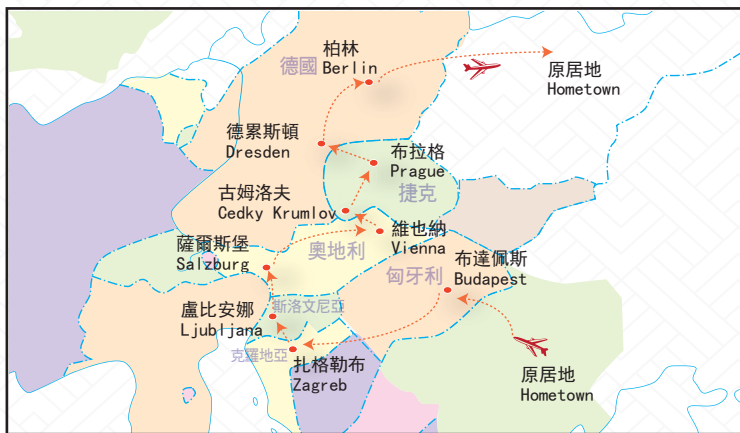 柏林
德國 Berlin
原居地
Hometown
德累斯頓
Dresden
布拉格
Prague
捷克
古姆洛夫
Cedky Krumlov
維也納
Vienna
薩爾斯堡
Salzburg
奧地利
布達佩斯
Budapest
匈牙利
盧比安娜
Ljubljana
斯洛文尼亞
克羅地亞
扎格勒布
Zagreb
原居地
Hometown